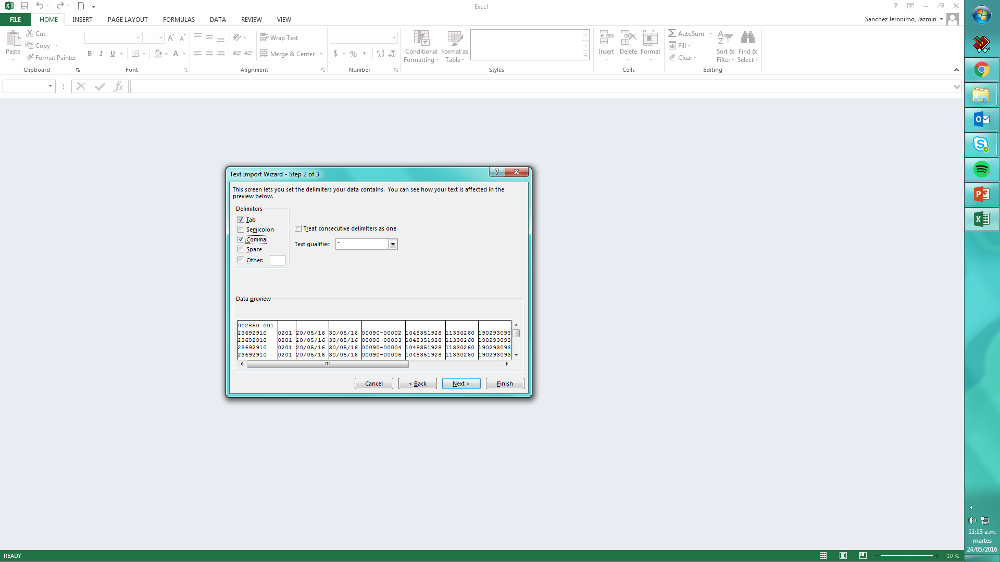 Excel
?
FILE HOME INSERT PAGE LAYOUT FORMULAS DATA REVIEW VIEW
Sanchez Jeronimo, Jazmin
Paste
Cut
Copy
Format Painter
Clipboard
B I U A
Font
Wrap Text
Merge & Center
Alignment
$ % ,
Number
Conditional Formatting
Format as Table
Styles
Insert
Delete
Format
Cells
AutoSum
Fill
Clear
Sort & Filter
Find & Select
Editing
fx
Text Import Wizard - Step 2 of 3
This screen lets you set the delimiters your data contains. You can see how your text is affected in the
preview below.
Delimiters
Tab
Semicolon
Comma
Space
Other:
Treat consecutive delimiters as one
Text qualifier: "
Data preview
002850 001
23692910 0201 20/05/16 30/05/16 00090-00002 1048351928 11330260 190293093
23692910 0201 20/05/16 30/05/16 00090-00003 1048351928 11330260 190293093
23692910 0201 20/05/16 30/05/16 00090-00004 1048351928 11330260 190293093
23692910 0201 20/05/16 30/05/16 00090-00005 1048351928 11330260 190293093
Cancel < Back Next > Finish
11:13 a.m.
martes
24/05/2016
READY
10 %